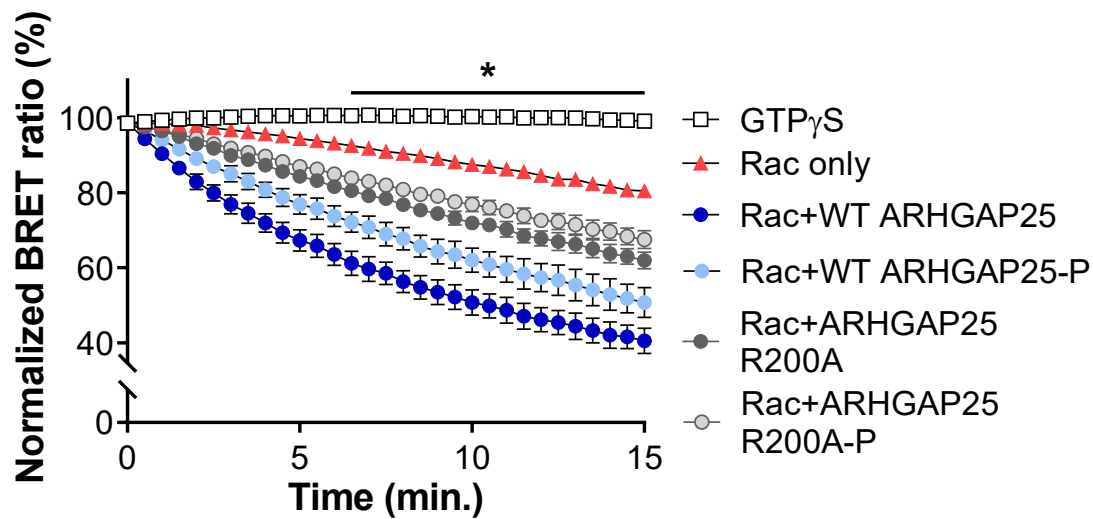 Normalized BRET ratio (%)
*
100
80
60
40
0
0 5 10 15
Time (min.)
GTPγS
Rac only
Rac+WT ARHGAP25
Rac+WT ARHGAP25-P
Rac+ARHGAP25
R200A
Rac+ARHGAP25
R200A-P